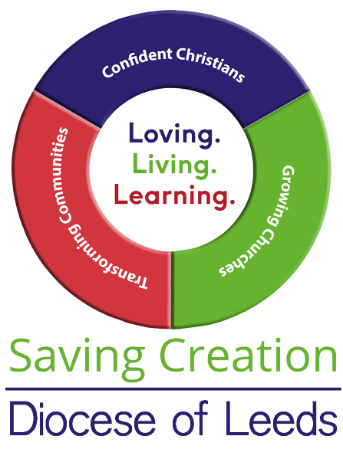 Confident Christians
Loving.
Living.
Learning.
Transforming Communities
Growing Churches
Saving Creation
Diocese of Leeds